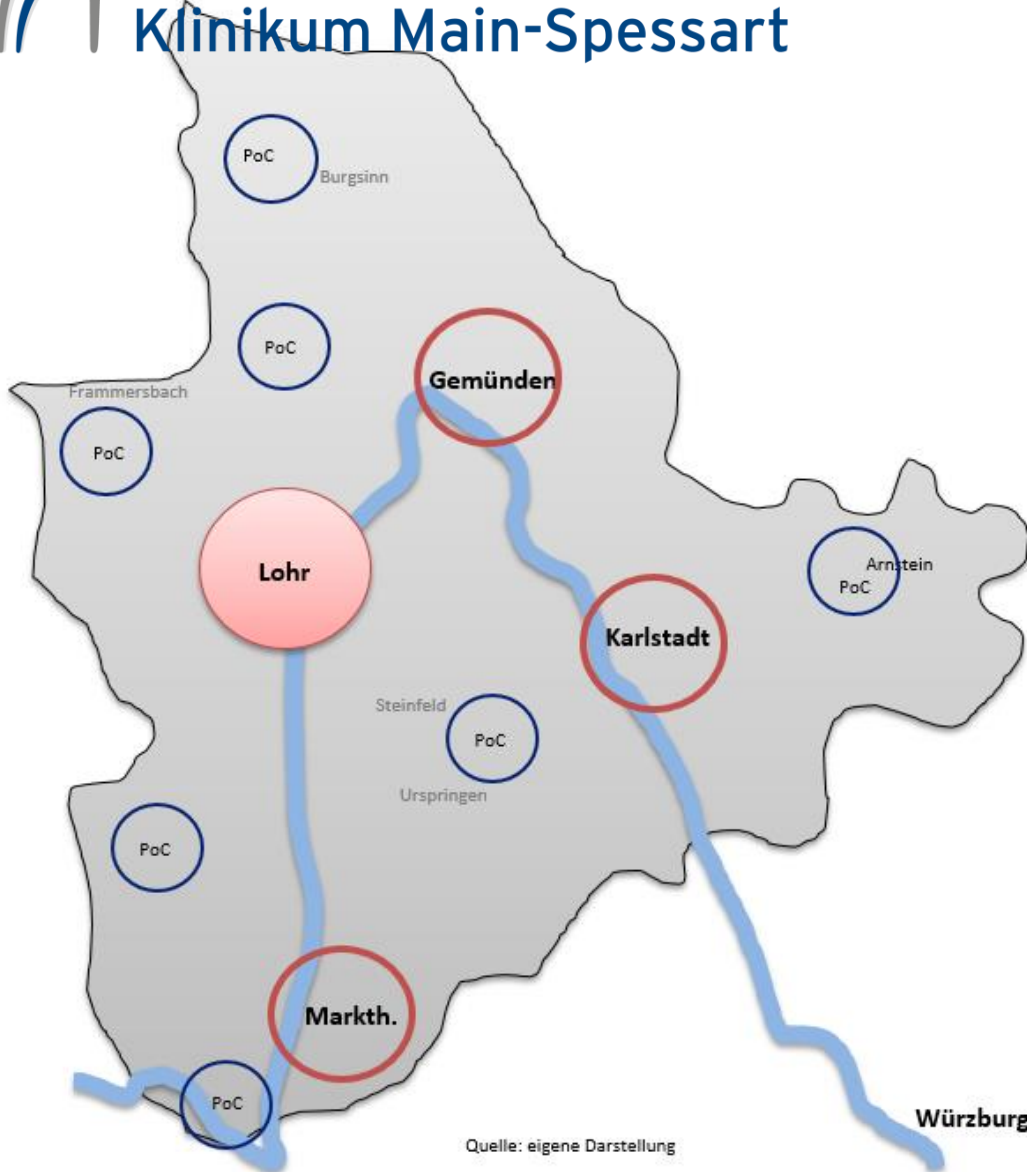 Klinikum Main-Spessart
PoC
Burgsinn
PoC
Gemünden
Frammersbach
PoC
Lohr
Arnstein
PoC
Karlstadt
Steinfeld
PoC
Urspringen
PoC
Markth.
PoC
Würzburg
Quelle: eigene Darstellung